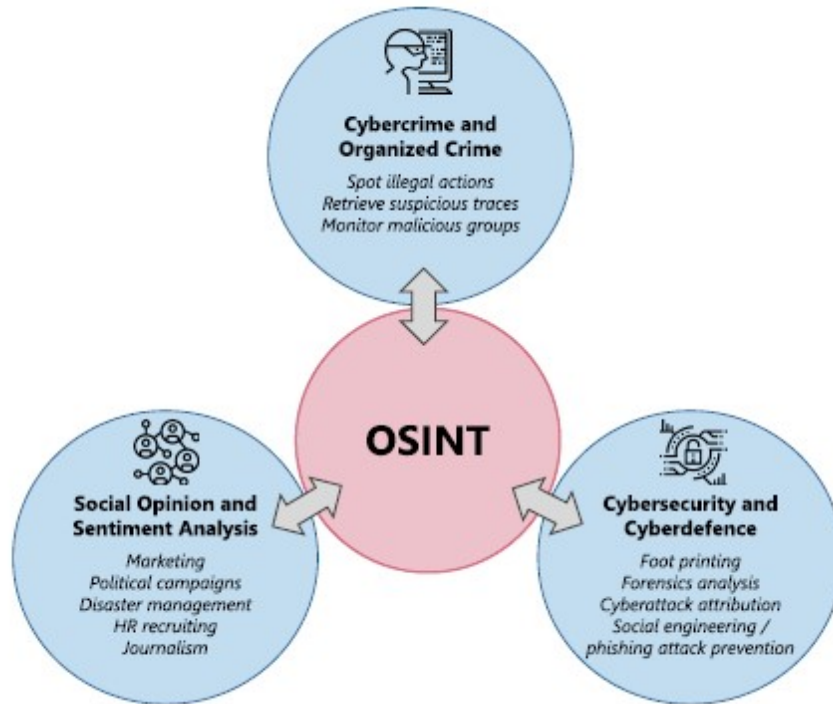 Cybercrime and
Organized Crime
Spot illegal actions
Retrieve suspicious traces
Monitor malicious groups
OSINT
Social Opinion and
Sentiment Analysis
Marketing
Political campaigns
Disaster management
HR recruiting
Journalism
Cybersecurity and
Cyberdefence
Foot printing
Forensics analysis
Cyberattack attribution
Social engineering /
phishing attack prevention